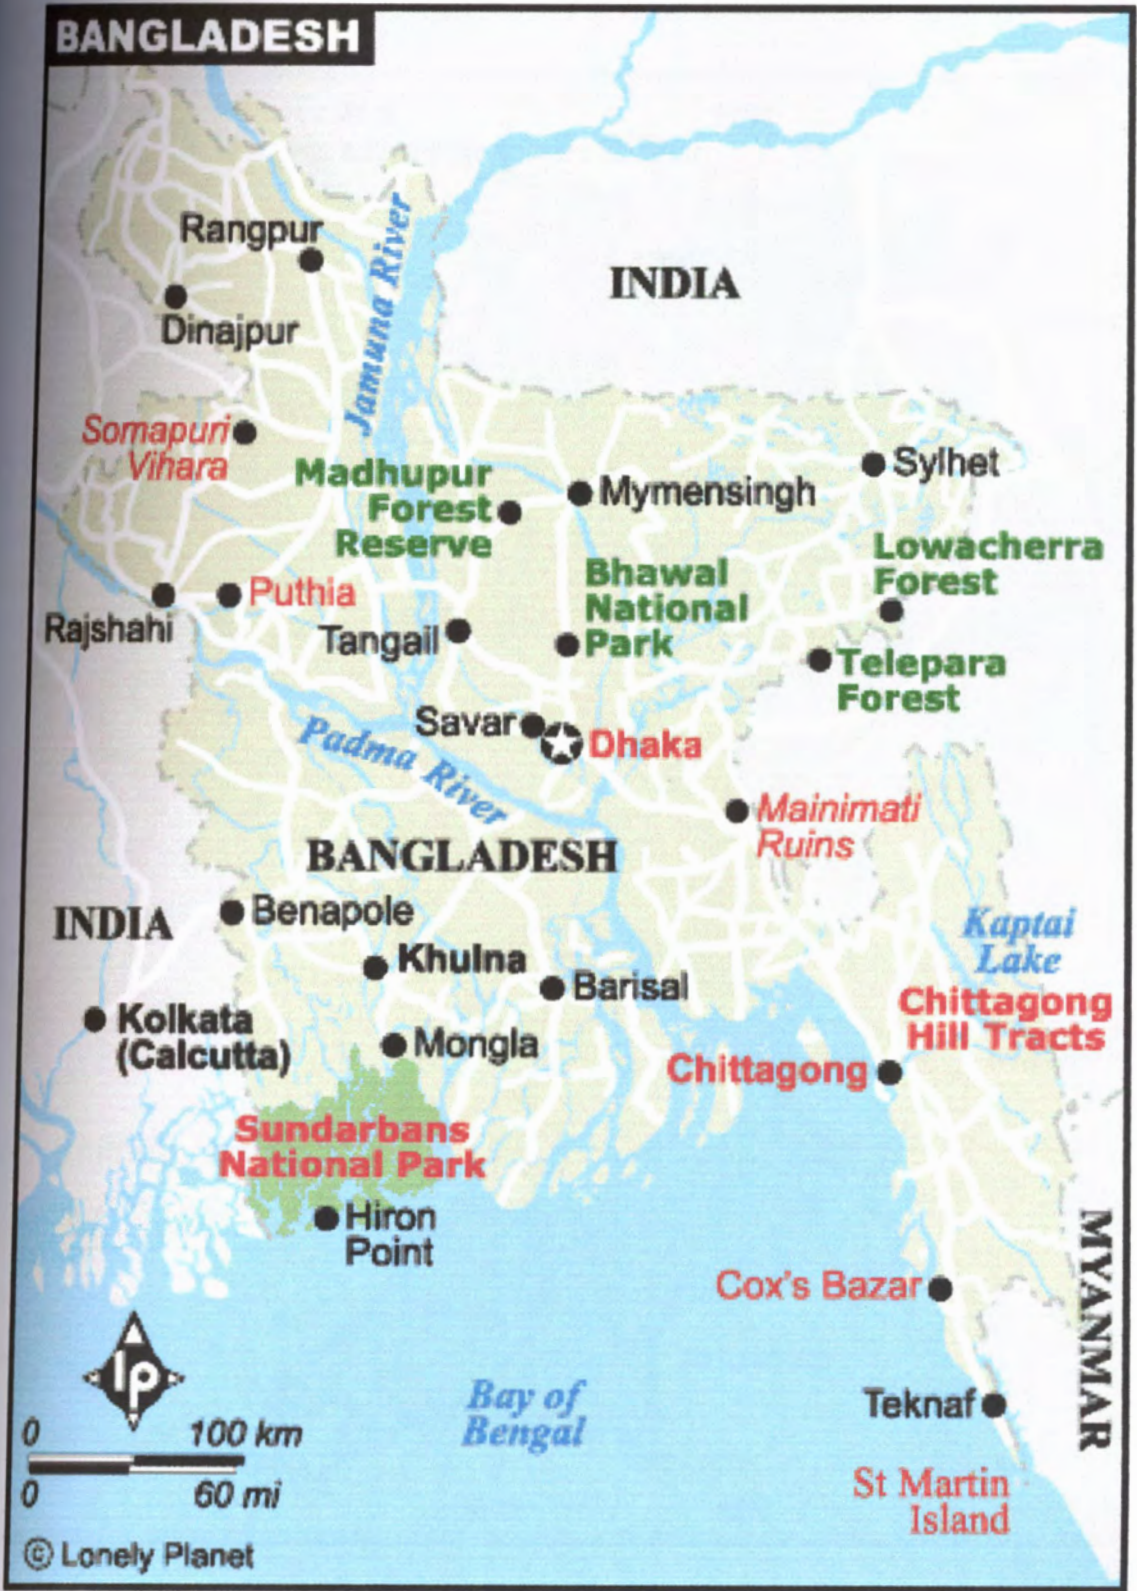 BANGLADESH
Rangpur
INDIA
Jamuna River
Dinajpur
Somapuri
Vihara
Madhupur
Forest
Reserve
Mymensingh
Sylhet
Lowacherra
Forest
Bhawal
National
Park
Rajshahi
Puthia
Tangail
Telepara
Forest
Savar
Dhaka
Padma River
Mainimati
Ruins
BANGLADESH
INDIA
Benapole
Kaptai
Lake
Khulna
Barisal
Chittagong
Hill Tracts
Kolkata
(Calcutta)
Mongla
Chittagong
Sundarbans
National Park
Hiron
Point
MYANMAR
Cox's Bazar
lp
Bay of
Bengal
Teknaf
0 100 km
0 60 mi
St Martin
Island
© Lonely Planet